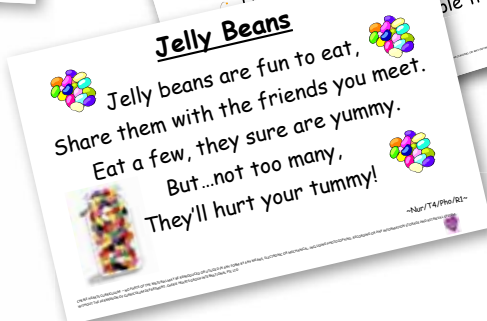 Jelly Beans
Jelly beans are fun to eat,
Share them with the friends you meet.
Eat a few, they sure are yummy.
But...not too many,
They'll hurt your tummy!
~Nur/T4/Pho/R1~